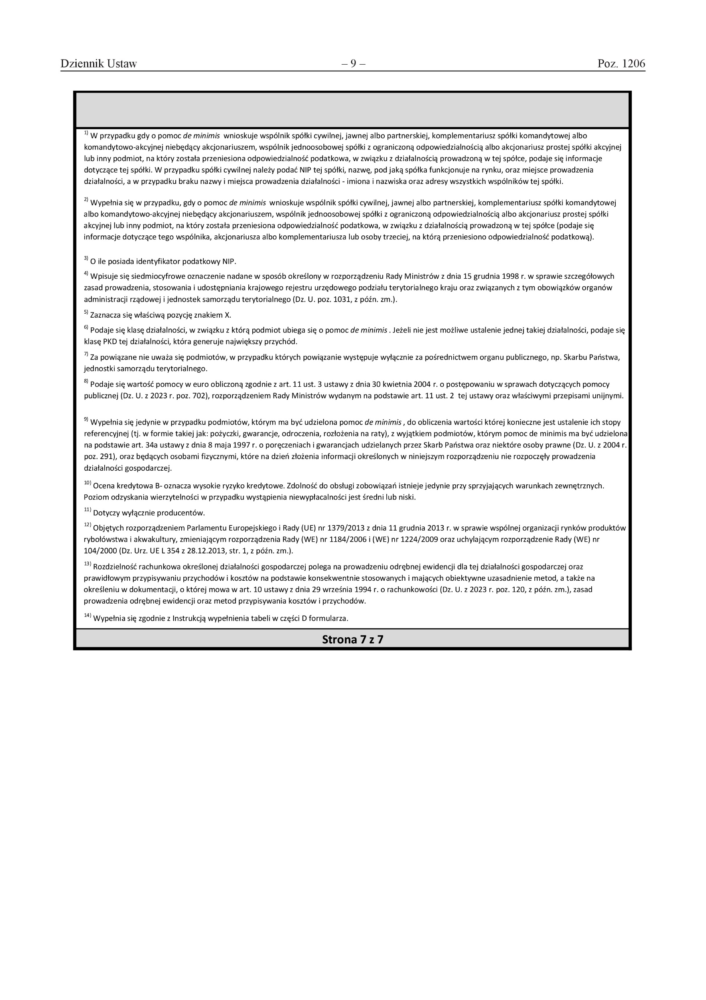 Dziennik Ustaw – 9 – Poz. 1206
1) W przypadku gdy o pomoc de minimis wnioskuje wspólnik spółki cywilnej, jawnej albo partnerskiej, komplementariusz spółki komandytowej albo
komandytowo-akcyjnej niebędący akcjonariuszem, wspólnik jednoosobowej spółki z ograniczoną odpowiedzialnością albo akcjonariusz prostej spółki akcyjnej
lub inny podmiot, na który została przeniesiona odpowiedzialność podatkowa, w związku z działalnością prowadzoną w tej spółce, podaje się informacje
dotyczące tej spółki. W przypadku spółki cywilnej należy podać NIP tej spółki, nazwę, pod jaką spółka funkcjonuje na rynku, oraz miejsce prowadzenia
działalności, a w przypadku braku nazwy i miejsca prowadzenia działalności - imiona i nazwiska oraz adresy wszystkich wspólników tej spółki.
2) Wypełnia się w przypadku, gdy o pomoc de minimis wnioskuje wspólnik spółki cywilnej, jawnej albo partnerskiej, komplementariusz spółki komandytowej
albo komandytowo-akcyjnej niebędący akcjonariuszem, wspólnik jednoosobowej spółki z ograniczoną odpowiedzialnością albo akcjonariusz prostej spółki
akcyjnej lub inny podmiot, na który została przeniesiona odpowiedzialność podatkowa, w związku z działalnością prowadzoną w tej spółce (podaje się
informacje dotyczące tego wspólnika, akcjonariusza albo komplementariusza lub osoby trzeciej, na którą przeniesiono odpowiedzialność podatkową).
3) O ile posiada identyfikator podatkowy NIP.
4) Wpisuje się siedmiocyfrowe oznaczenie nadane w sposób określony w rozporządzeniu Rady Ministrów z dnia 15 grudnia 1998 r. w sprawie szczegółowych
zasad prowadzenia, stosowania i udostępniania krajowego rejestru urzędowego podziału terytorialnego kraju oraz związanych z tym obowiązków organów
administracji rządowej i jednostek samorządu terytorialnego (Dz. U. poz. 1031, z późn. zm.).
5) Zaznacza się właściwą pozycję znakiem X.
6) Podaje się klasę działalności, w związku z którą podmiot ubiega się o pomoc de minimis . Jeżeli nie jest możliwe ustalenie jednej takiej działalności, podaje się
klasę PKD tej działalności, która generuje największy przychód.
7) Za powiązane nie uważa się podmiotów, w przypadku których powiązanie występuje wyłącznie za pośrednictwem organu publicznego, np. Skarbu Państwa,
jednostki samorządu terytorialnego.
8) Podaje się wartość pomocy w euro obliczoną zgodnie z art. 11 ust. 3 ustawy z dnia 30 kwietnia 2004 r. o postępowaniu w sprawach dotyczących pomocy
publicznej (Dz. U. z 2023 r. poz. 702), rozporządzeniem Rady Ministrów wydanym na podstawie art. 11 ust. 2 tej ustawy oraz właściwymi przepisami unijnymi.
9) Wypełnia się jedynie w przypadku podmiotów, którym ma być udzielona pomoc de minimis , do obliczenia wartości której konieczne jest ustalenie ich stopy
referencyjnej (tj. w formie takiej jak: pożyczki, gwarancje, odroczenia, rozłożenia na raty), z wyjątkiem podmiotów, którym pomoc de minimis ma być udzielona
na podstawie art. 34a ustawy z dnia 8 maja 1997 r. o poręczeniach i gwarancjach udzielanych przez Skarb Państwa oraz niektóre osoby prawne (Dz. U. z 2004 r.
poz. 291), oraz będących osobami fizycznymi, które na dzień złożenia informacji określonych w niniejszym rozporządzeniu nie rozpoczęły prowadzenia
działalności gospodarczej.
10) Ocena kredytowa B- oznacza wysokie ryzyko kredytowe. Zdolność do obsługi zobowiązań istnieje jedynie przy sprzyjających warunkach zewnętrznych.
Poziom odzyskania wierzytelności w przypadku wystąpienia niewypłacalności jest średni lub niski.
11) Dotyczy wyłącznie producentów.
12) Objętych rozporządzeniem Parlamentu Europejskiego i Rady (UE) nr 1379/2013 z dnia 11 grudnia 2013 r. w sprawie wspólnej organizacji rynków produktów
rybołówstwa i akwakultury, zmieniającym rozporządzenia Rady (WE) nr 1184/2006 i (WE) nr 1224/2009 oraz uchylającym rozporządzenie Rady (WE) nr
104/2000 (Dz. Urz. UE L 354 z 28.12.2013, str. 1, z późn. zm.).
13) Rozdzielność rachunkowa określonej działalności gospodarczej polega na prowadzeniu odrębnej ewidencji dla tej działalności gospodarczej oraz
prawidłowym przypisywaniu przychodów i kosztów na podstawie konsekwentnie stosowanych i mających obiektywne uzasadnienie metod, a także na
określeniu w dokumentacji, o której mowa w art. 10 ustawy z dnia 29 września 1994 r. o rachunkowości (Dz. U. z 2023 r. poz. 120, z późn. zm.), zasad
prowadzenia odrębnej ewidencji oraz metod przypisywania kosztów i przychodów.
14) Wypełnia się zgodnie z Instrukcją wypełnienia tabeli w części D formularza.
Strona 7 z 7